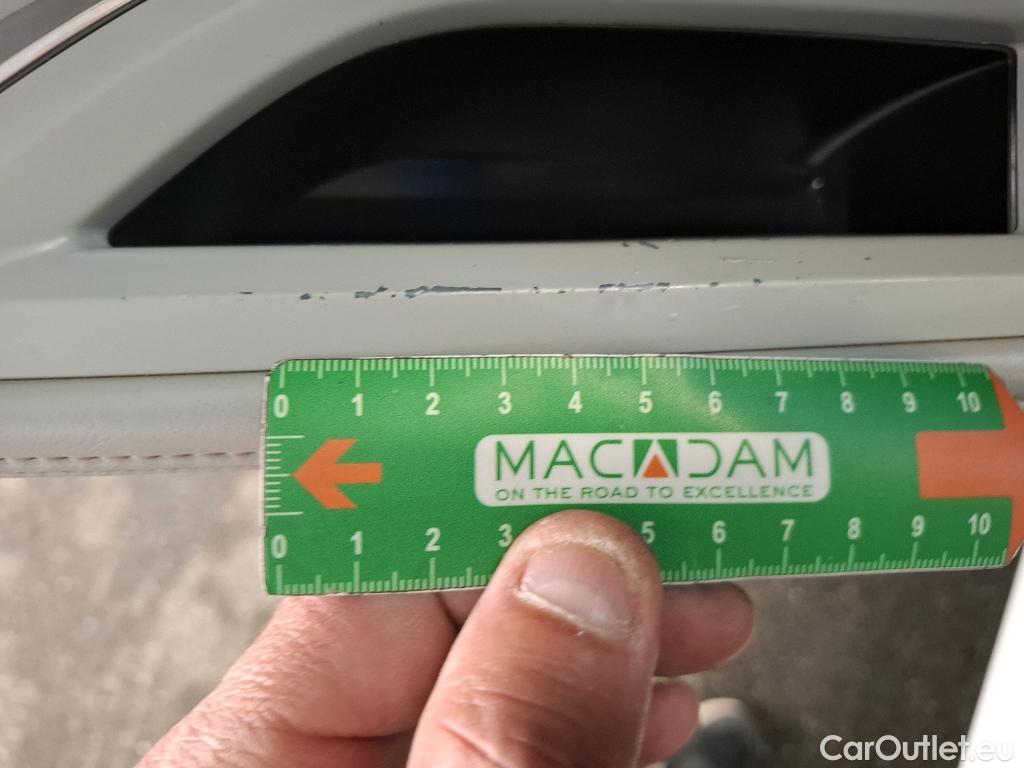 0 1 2 3 4 5 6 7 8 9 10
MACADAM
ON THE ROAD TO EXCELLENCE
0 1 2 3 5 6 7 8 9 10
CarOutlet.eu